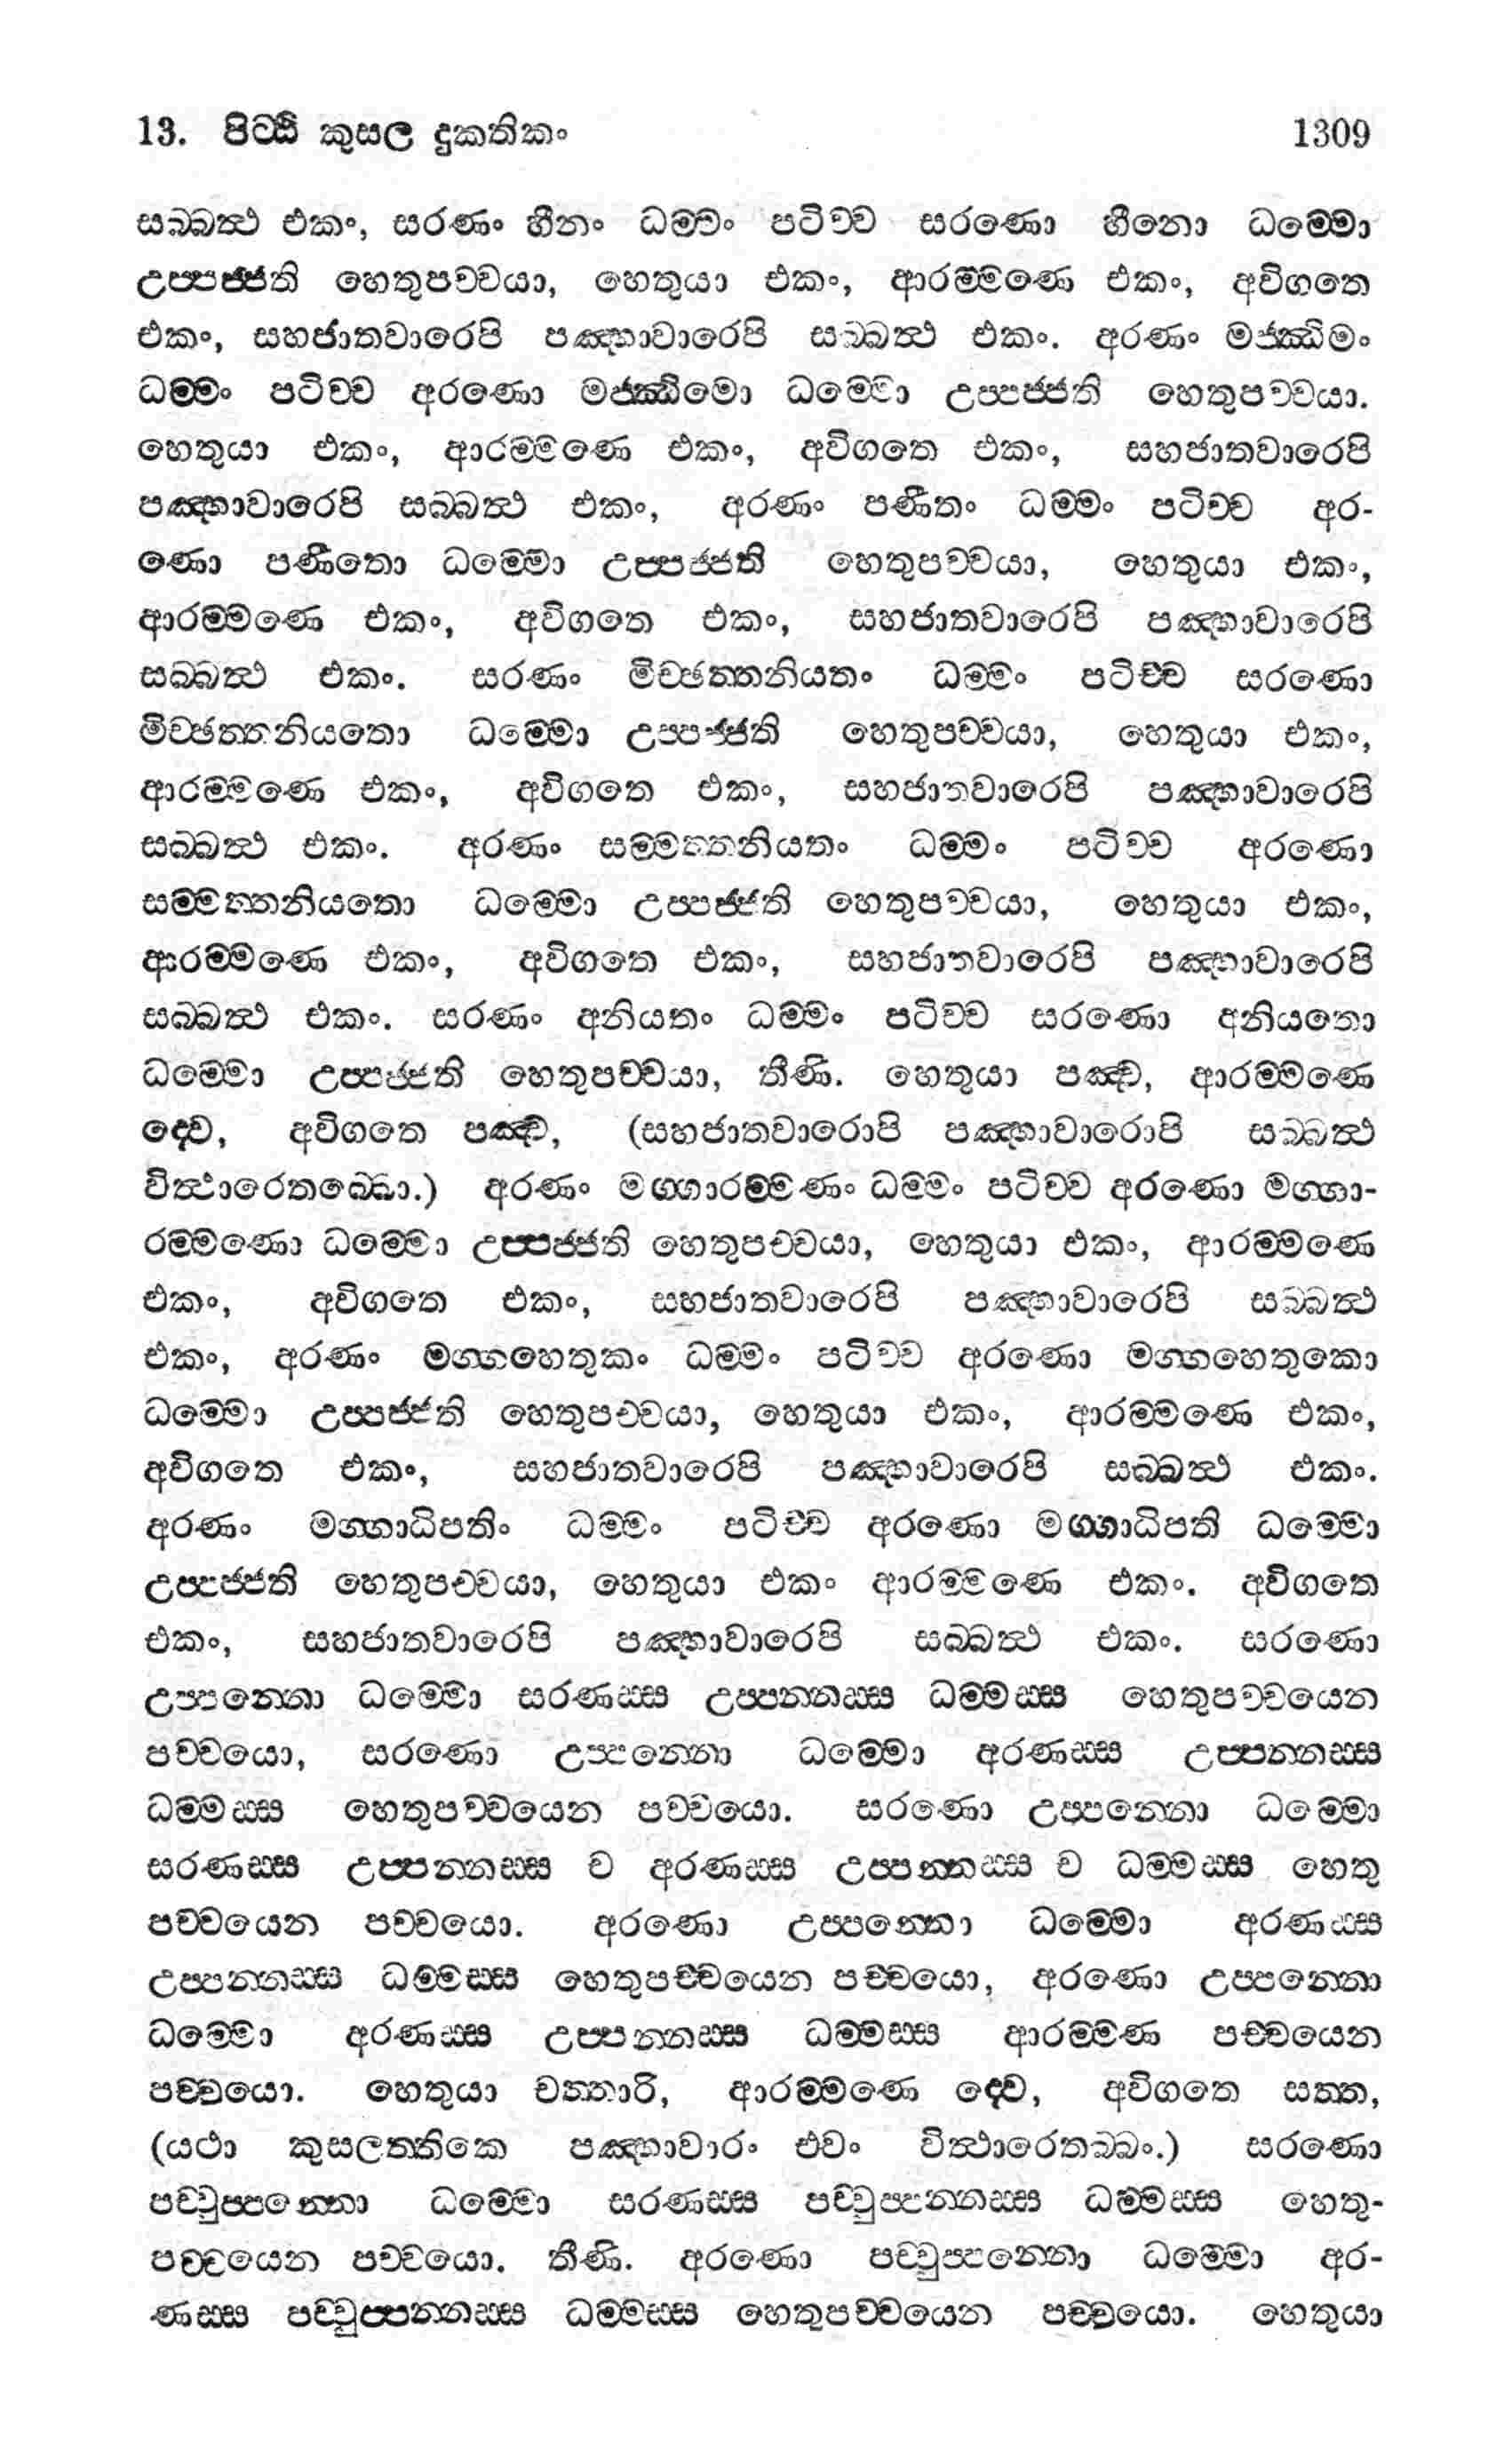 13. පිට්ඨි කුසල දුකතිකං 1309
සබ්බත්ථ එකං, සරණං හීනං ධම්මං පටිච්ච සරණො හීනො ධම්මො
උප්පජ්ජති හෙතුපච්චයා, හෙතුයා එකං, ආරම්මණෙ එකං, අවිගතෙ
එකං, සහජාතවාරෙපි පඤ්හාවාරෙපි සබ්බත්ථ එකං. අරණං මජ්ඣිමං
ධම්මං පටිච්ච අරණො මජ්ඣිමො ධම්මො උප්පජ්ජති හෙතුපච්චයා.
හෙතුයා එකං, ආරම්මණෙ එකං, අවිගතෙ එකං, සහජාතවාරෙපි
පඤ්හාවාරෙපි සබ්බත්ථ එකං, අරණං පණීතං ධම්මං පටිච්ච අර-
ණො පණීතො ධම්මො උප්පජ්ජති හෙතුපච්චයා, හෙතුයා එකං,
ආරම්මණෙ එකං, අවිගතෙ එකං, සහජාතවාරෙපි පඤ්හාවාරෙපි
සබ්බත්ථ එකං. සරණං මිච්ඡත්තනියතං ධම්මං පටිච්ච සරණො
මිච්ඡත්තනියතො ධම්මො උප්පජ්ජති හෙතුපච්චයා, හෙතුයා එකං,
ආරම්මණෙ එකං, අවිගතෙ එකං, සහජාතවාරෙපි පඤ්හාවාරෙපි
සබ්බත්ථ එකං. අරණං සම්මත්තනියතං ධම්මං පටිච්ච අරණො
සම්මත්තනියතො ධම්මො උප්පජ්ජති හෙතුපච්චයා, හෙතුයා එකං,
ආරම්මණෙ එකං, අවිගතෙ එකං, සහජාතවාරෙපි පඤ්හාවාරෙපි
සබ්බත්ථ එකං. සරණං අනියතං ධම්මං පටිච්ච සරණො අනියතො
ධම්මො උප්පජ්ජති හෙතුපච්චයා, තීණි. හෙතුයා පඤ්ච, ආරම්මණෙ
ද්වෙ, අවිගතෙ පඤ්ච, (සහජාතවාරොපි පඤ්හාවාරොපි සබ්බත්ථ
විත්ථාරෙතබ්බො.) අරණං මග්ගාරම්මණං ධම්මං පටිච්ච අරණො මග්ගා-
රම්මණො ධම්මො උප්පජ්ජති හෙතුපච්චයා, හෙතුයා එකං, ආරම්මණෙ
එකං, අවිගතෙ එකං, සහජාතවාරෙපි පඤ්හාවාරෙපි සබ්බත්ථ
එකං, අරණං මග්ගහෙතුකං ධම්මං පටිච්ච අරණො මග්ගහෙතුකො
ධම්මො උප්පජ්ජති හෙතුපච්චයා, හෙතුයා එකං, ආරම්මණෙ එකං,
අවිගතෙ එකං, සහජාතවාරෙපි පඤ්හාවාරෙපි සබ්බත්ථ එකං.
අරණං මග්ගාධිපතිං ධම්මං පටිච්ච අරණො මග්ගාධිපති ධම්මො
උප්පජ්ජති හෙතුපච්චයා, හෙතුයා එකං ආරම්මණෙ එකං. අවිගතෙ
එකං, සහජාතවාරෙපි පඤ්හාවාරෙපි සබ්බත්ථ එකං. සරණො
උප්පන්නො ධම්මො සරණස්ස උප්පන්නස්ස ධම්මස්ස හෙතුපච්චයෙන
පච්චයො, සරණො උප්පන්නො ධම්මො අරණස්ස උප්පන්නස්ස
ධම්මස්ස හෙතුපච්චයෙන පච්චයො. සරණො උප්පන්නො ධම්මො
සරණස්ස උප්පන්නස්ස ච අරණස්ස උප්පන්නස්ස ච ධම්මස්ස හෙතු
පච්චයෙන පච්චයො. අරණො උප්පන්නො ධම්මො අරණස්ස
උප්පන්නස්ස ධම්මස්ස හෙතුපච්චයෙන පච්චයො, අරණො උප්පන්නො
ධම්මො අරණස්ස උප්පන්නස්ස ධම්මස්ස ආරම්මණ පච්චයෙන
පච්චයො. හෙතුයා චත්තාරි, ආරම්මණෙ ද්වෙ, අවිගතෙ සත්ත,
(යථා කුසලත්තිකෙ පඤ්හාවාරං එවං විත්ථාරෙතබ්බං.) සරණො
පච්චුප්පන්නො ධම්මො සරණස්ස පච්චුප්පන්නස්ස ධම්මස්ස හෙතු-
පච්චයෙන පච්චයො. තීණි. අරණො පච්චුප්පන්නො ධම්මො අර-
ණස්ස පච්චුප්පන්නස්ස ධම්මස්ස හෙතුපච්චයෙන පච්චයො. හෙතුයා